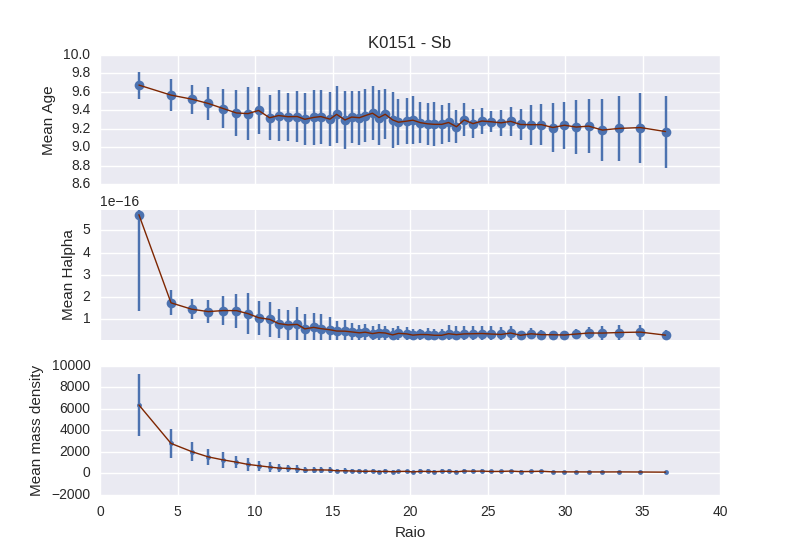 K0151 - Sb
Mean Age
10.0
9.8
9.6
9.4
9.2
9.0
8.8
8.6
1e−16
Mean Halpha
5
4
3
2
1
Mean mass density
10000
8000
6000
4000
2000
0
−2000
0 5 10 15 20 25 30 35 40
Raio